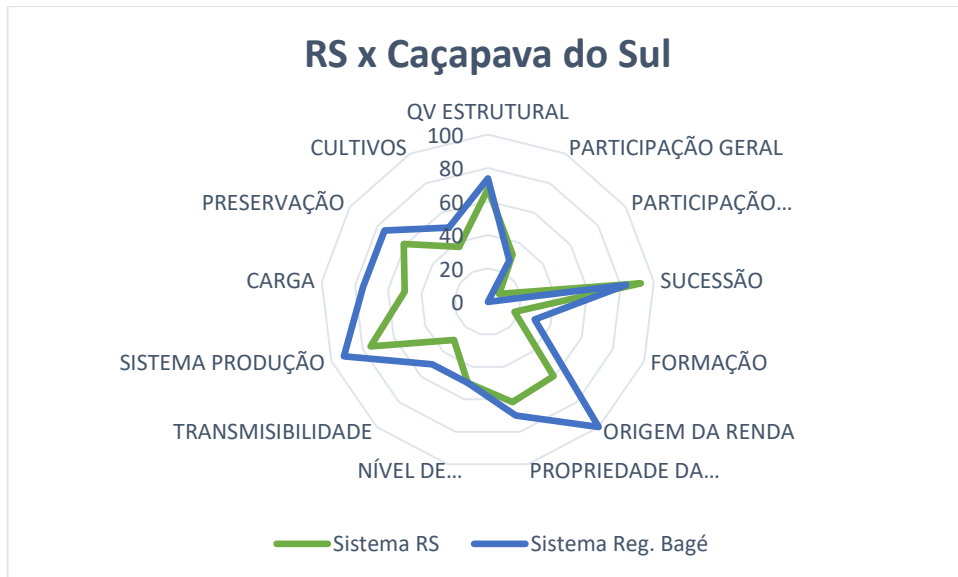 RS x Caçapava do Sul
QV ESTRUTURAL
PARTICIPAÇÃO GERAL
PARTICIPAÇÃO...
SUCESSÃO
FORMAÇÃO
ORIGEM DA RENDA
PROPRIEDADE DA...
NÍVEL DE...
TRANSMISIBILIDADE
SISTEMA PRODUÇÃO
CARGA
PRESERVAÇÃO
CULTIVOS
100
80
60
40
20
0
Sistema RS
Sistema Reg. Bagé